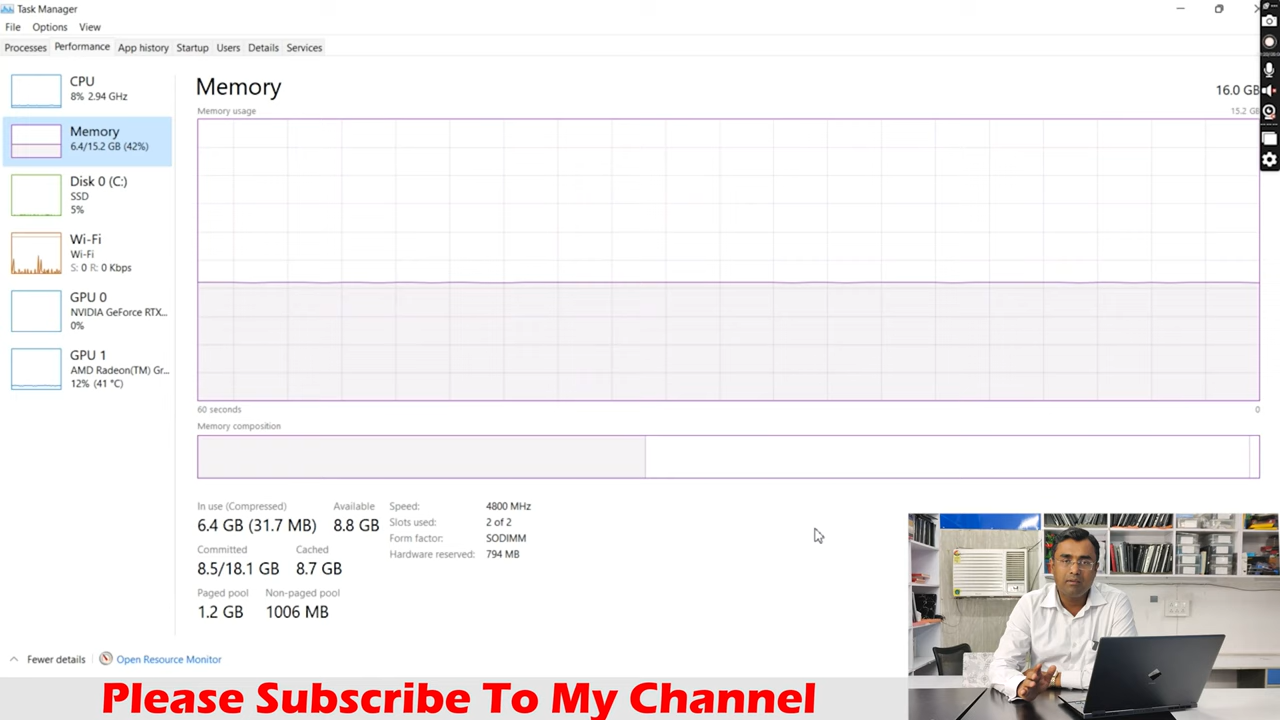 Task Manager
File Options View
Processes Performance App history Startup Users Details Services
CPU
8% 2.94 GHz
Memory
6.4/15.2 GB (42%)
Disk 0 (C:)
SSD
5%
Wi-Fi
Wi-Fi
S: 0 R: 0 Kbps
GPU 0
NVIDIA GeForce RTX...
0%
GPU 1
AMD Radeon(TM) Gr...
12% (41 °C)
Memory 16.0 GB
Memory usage 15.2 GB
60 seconds 0
Memory composition
In use (Compressed) Available
6.4 GB (31.7 MB) 8.8 GB
Committed Cached
8.5/18.1 GB 8.7 GB
Paged pool Non-paged pool
1.2 GB 1006 MB
Speed: 4800 MHz
Slots used: 2 of 2
Form factor: SODIMM
Hardware reserved: 794 MB
Fewer details Open Resource Monitor
Please Subscribe To My Channel